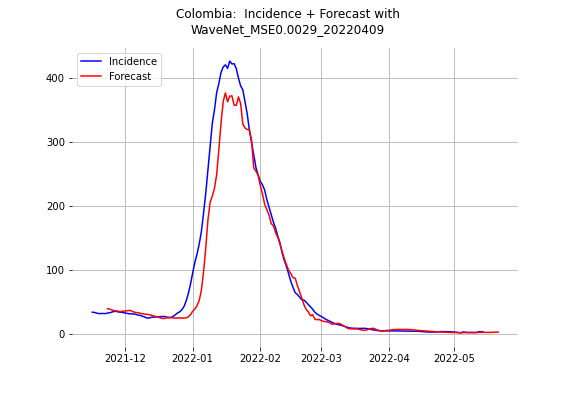 Colombia:  Incidence + Forecast with
WaveNet_MSE0.0029_20220409
Incidence
Forecast
400
300
200
100
0
2021-12 2022-01 2022-02 2022-03 2022-04 2022-05